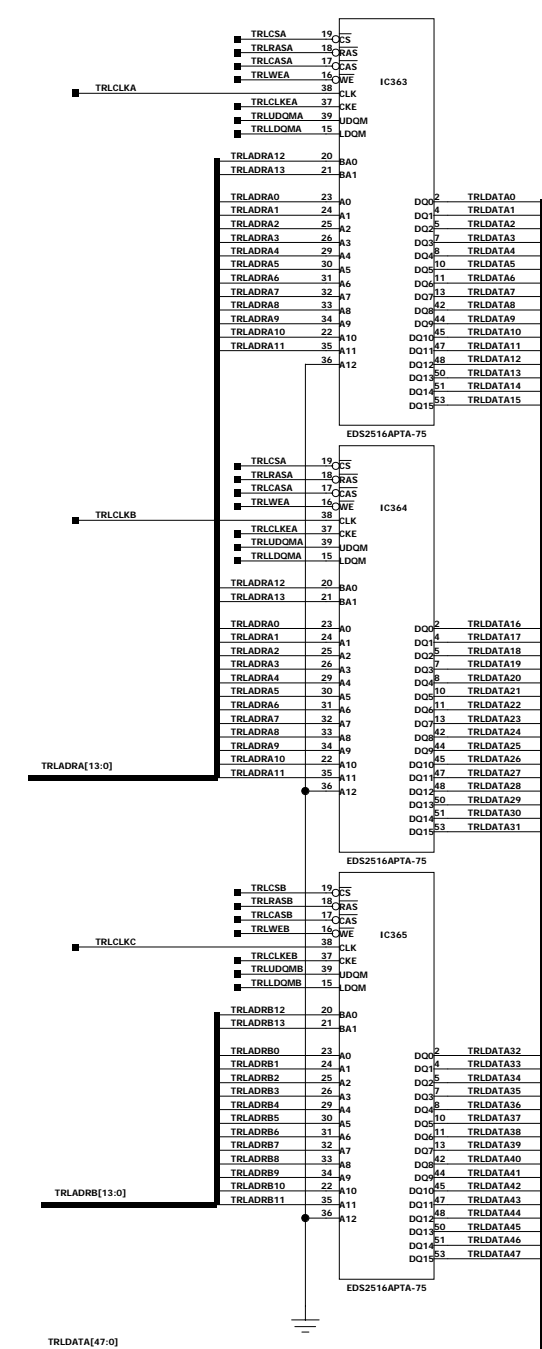 TRLCSA 19 CS
TRLRASA 18 RAS
TRLCASA 17 CAS
TRLWEA 16 WE IC363
TRLCLKA 38 CLK
TRLCLKEA 37 CKE
TRLUDQMA 39 UDQM
TRLLDQMA 15 LDQM
TRLADRA12 20 BA0
TRLADRA13 21 BA1
TRLADRA0 23 A0 DQ0 2 TRLDATA0
TRLADRA1 24 A1 DQ1 4 TRLDATA1
TRLADRA2 25 A2 DQ2 5 TRLDATA2
TRLADRA3 26 A3 DQ3 7 TRLDATA3
TRLADRA4 29 A4 DQ4 8 TRLDATA4
TRLADRA5 30 A5 DQ5 10 TRLDATA5
TRLADRA6 31 A6 DQ6 11 TRLDATA6
TRLADRA7 32 A7 DQ7 13 TRLDATA7
TRLADRA8 33 A8 DQ8 42 TRLDATA8
TRLADRA9 34 A9 DQ9 44 TRLDATA9
TRLADRA10 22 A10 DQ10 45 TRLDATA10
TRLADRA11 35 A11 DQ11 47 TRLDATA11
36 A12 DQ12 48 TRLDATA12
DQ13 50 TRLDATA13
DQ14 51 TRLDATA14
DQ15 53 TRLDATA15
EDS2516APTA-75
TRLCSA 19 CS
TRLRASA 18 RAS
TRLCASA 17 CAS
TRLWEA 16 WE IC364
TRLCLKB 38 CLK
TRLCLKEA 37 CKE
TRLUDQMA 39 UDQM
TRLLDQMA 15 LDQM
TRLADRA12 20 BA0
TRLADRA13 21 BA1
TRLADRA0 23 A0 DQ0 2 TRLDATA16
TRLADRA1 24 A1 DQ1 4 TRLDATA17
TRLADRA2 25 A2 DQ2 5 TRLDATA18
TRLADRA3 26 A3 DQ3 7 TRLDATA19
TRLADRA4 29 A4 DQ4 8 TRLDATA20
TRLADRA5 30 A5 DQ5 10 TRLDATA21
TRLADRA6 31 A6 DQ6 11 TRLDATA22
TRLADRA7 32 A7 DQ7 13 TRLDATA23
TRLADRA8 33 A8 DQ8 42 TRLDATA24
TRLADRA9 34 A9 DQ9 44 TRLDATA25
TRLADRA10 22 A10 DQ10 45 TRLDATA26
TRLADRA[13:0] TRLADRA11 35 A11 DQ11 47 TRLDATA27
36 A12 DQ12 48 TRLDATA28
DQ13 50 TRLDATA29
DQ14 51 TRLDATA30
DQ15 53 TRLDATA31
EDS2516APTA-75
TRLCSB 19 CS
TRLRASB 18 RAS
TRLCASB 17 CAS
TRLWEB 16 WE IC365
TRLCLKC 38 CLK
TRLCLKEB 37 CKE
TRLUDQMB 39 UDQM
TRLLDQMB 15 LDQM
TRLADRB12 20 BA0
TRLADRB13 21 BA1
TRLADRB0 23 A0 DQ0 2 TRLDATA32
TRLADRB1 24 A1 DQ1 4 TRLDATA33
TRLADRB2 25 A2 DQ2 5 TRLDATA34
TRLADRB3 26 A3 DQ3 7 TRLDATA35
TRLADRB4 29 A4 DQ4 8 TRLDATA36
TRLADRB5 30 A5 DQ5 10 TRLDATA37
TRLADRB6 31 A6 DQ6 11 TRLDATA38
TRLADRB7 32 A7 DQ7 13 TRLDATA39
TRLADRB8 33 A8 DQ8 42 TRLDATA40
TRLADRB9 34 A9 DQ9 44 TRLDATA41
TRLADRB10 22 A10 DQ10 45 TRLDATA42
TRLADRB[13:0] TRLADRB11 35 A11 DQ11 47 TRLDATA43
36 A12 DQ12 48 TRLDATA44
DQ13 50 TRLDATA45
DQ14 51 TRLDATA46
DQ15 53 TRLDATA47
EDS2516APTA-75
TRLDATA[47:0]